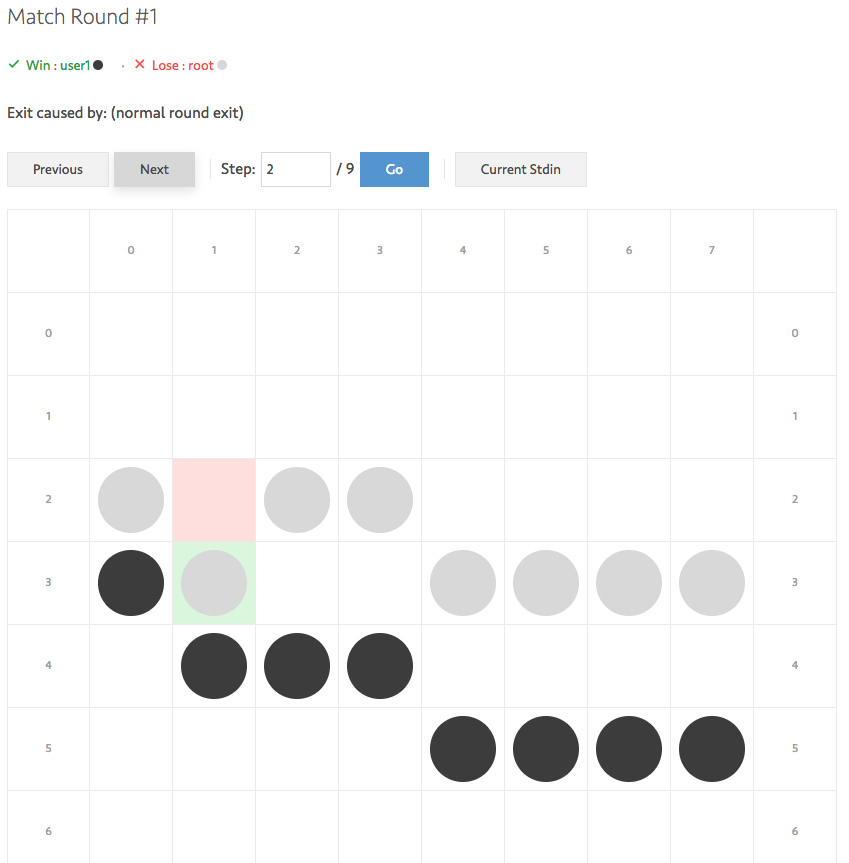 Match Round #1
✓ Win : user1 · ✕ Lose : root
Exit caused by: (normal round exit)
Previous Next Step: 2 / 9 Go Current Stdin
0 1 2 3 4 5 6 7
0 0
1 1
2 2
3 3
4 4
5 5
6 6